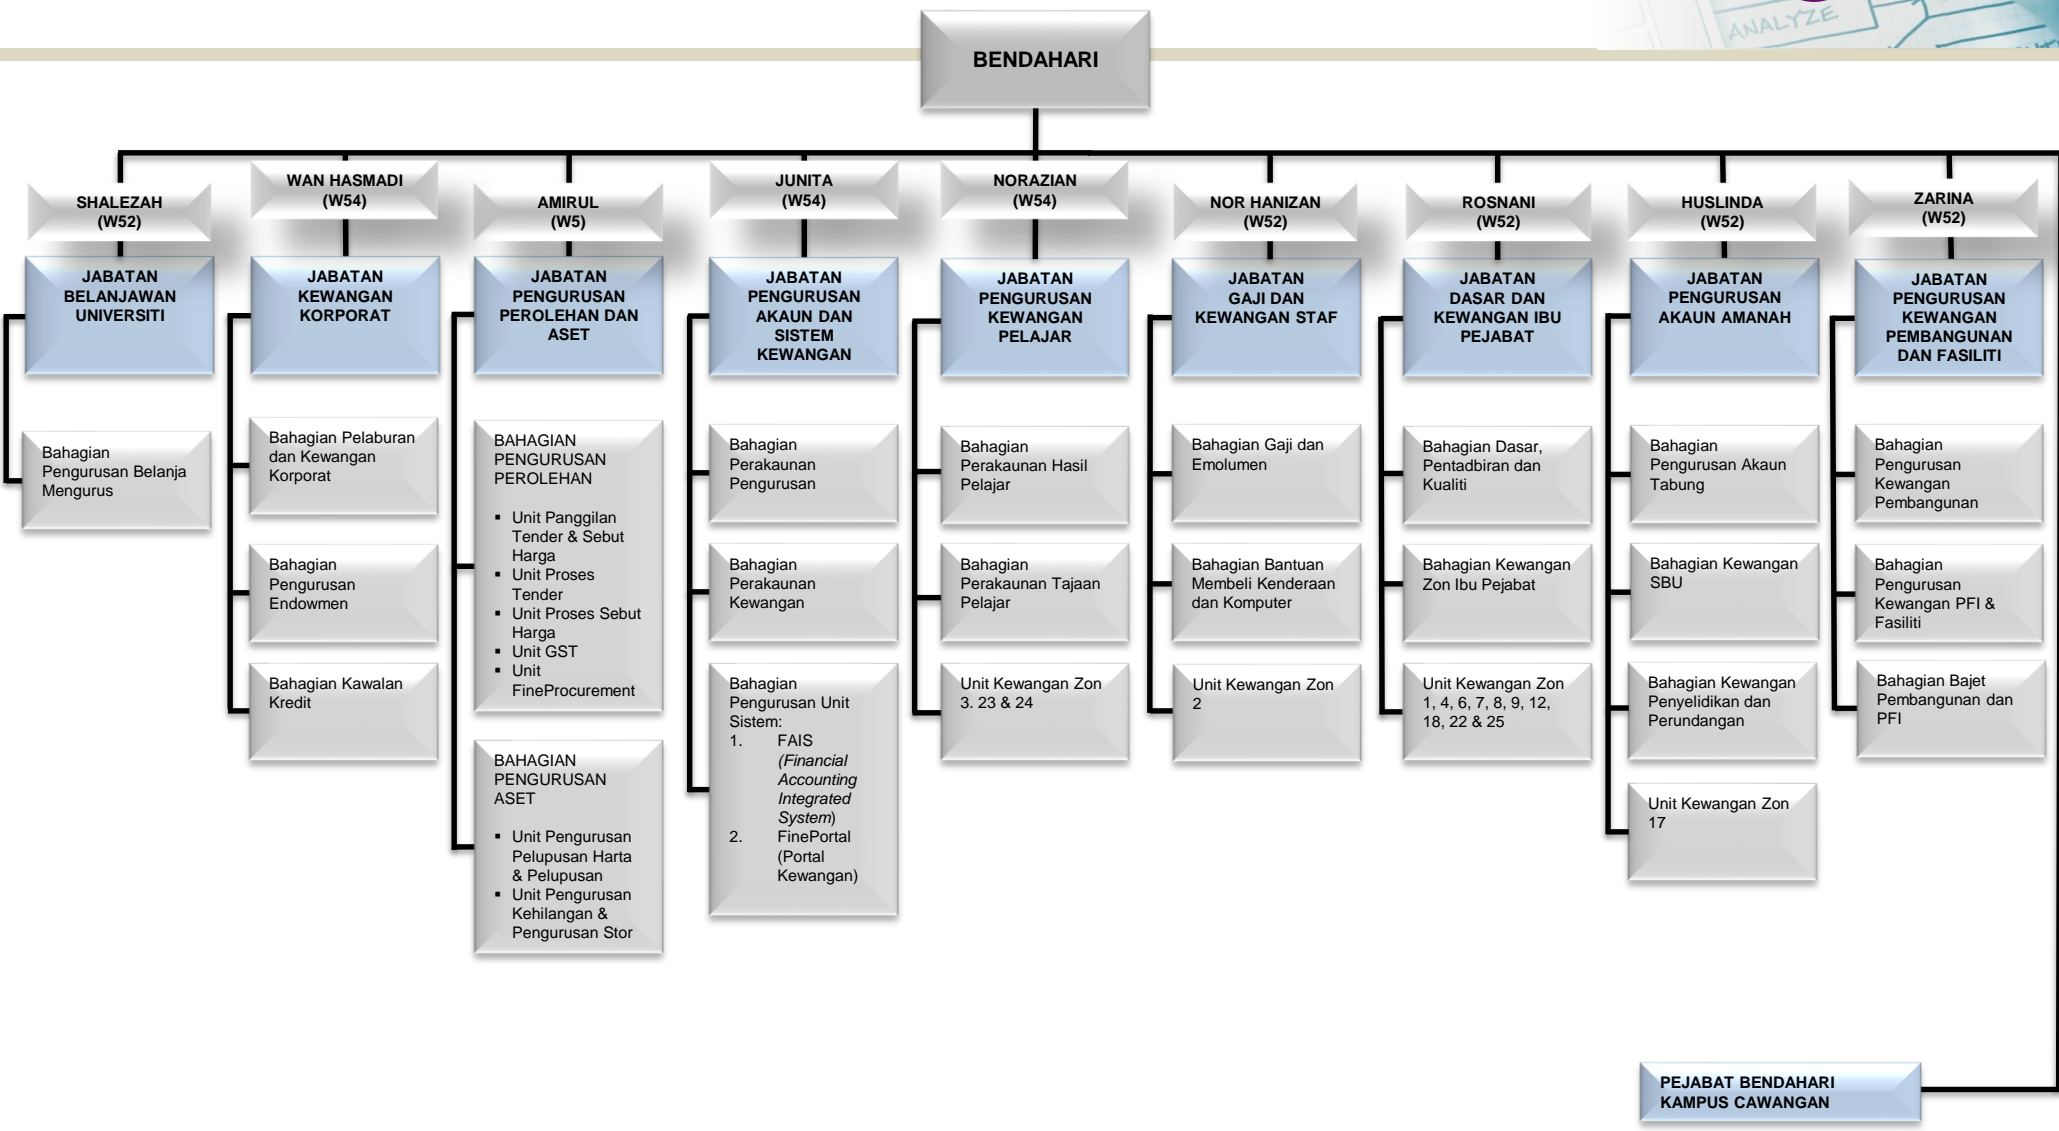 ANALYZE
BENDAHARI
SHALEZAH
(W52)
JABATAN
BELANJAWAN
UNIVERSITI
Bahagian
Pengurusan Belanja
Mengurus
WAN HASMADI
(W54)
JABATAN
KEWANGAN
KORPORAT
Bahagian Pelaburan
dan Kewangan
Korporat
Bahagian
Pengurusan
Endowmen
Bahagian Kawalan
Kredit
AMIRUL
(W5)
JABATAN
PENGURUSAN
PEROLEHAN DAN
ASET
BAHAGIAN
PENGURUSAN
PEROLEHAN
▪ Unit Panggilan
Tender & Sebut
Harga
▪ Unit Proses
Tender
▪ Unit Proses Sebut
Harga
▪ Unit GST
▪ Unit
FineProcurement
BAHAGIAN
PENGURUSAN
ASET
▪ Unit Pengurusan
Pelupusan Harta
& Pelupusan
▪ Unit Pengurusan
Kehilangan &
Pengurusan Stor
JUNITA
(W54)
JABATAN
PENGURUSAN
AKAUN DAN
SISTEM
KEWANGAN
Bahagian
Perakaunan
Pengurusan
Bahagian
Perakaunan
Kewangan
Bahagian
Pengurusan Unit
Sistem:
1. FAIS
(Financial
Accounting
Integrated
System)
2. FinePortal
(Portal
Kewangan)
NORAZIAN
(W54)
JABATAN
PENGURUSAN
KEWANGAN
PELAJAR
Bahagian
Perakaunan Hasil
Pelajar
Bahagian
Perakaunan Tajaan
Pelajar
Unit Kewangan Zon
3. 23 & 24
NOR HANIZAN
(W52)
JABATAN
GAJI DAN
KEWANGAN STAF
Bahagian Gaji dan
Emolumen
Bahagian Bantuan
Membeli Kenderaan
dan Komputer
Unit Kewangan Zon
2
ROSNANI
(W52)
JABATAN
DASAR DAN
KEWANGAN IBU
PEJABAT
Bahagian Dasar,
Pentadbiran dan
Kualiti
Bahagian Kewangan
Zon Ibu Pejabat
Unit Kewangan Zon
1, 4, 6, 7, 8, 9, 12,
18, 22 & 25
HUSLINDA
(W52)
JABATAN
PENGURUSAN
AKAUN AMANAH
Bahagian
Pengurusan Akaun
Tabung
Bahagian Kewangan
SBU
Bahagian Kewangan
Penyelidikan dan
Perundangan
Unit Kewangan Zon
17
ZARINA
(W52)
JABATAN
PENGURUSAN
KEWANGAN
PEMBANGUNAN
DAN FASILITI
Bahagian
Pengurusan
Kewangan
Pembangunan
Bahagian
Pengurusan
Kewangan PFI &
Fasiliti
Bahagian Bajet
Pembangunan dan
PFI
PEJABAT BENDAHARI
KAMPUS CAWANGAN